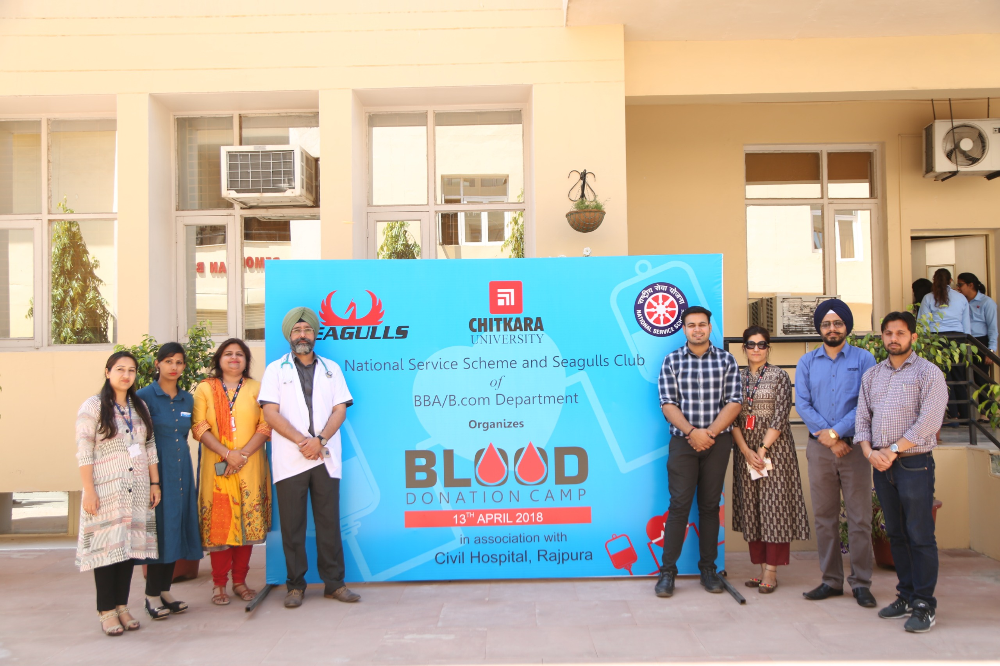 SEAGULLS
CHITKARA
UNIVERSITY
राष्ट्रीय सेवा योजना
NATIONAL SERVICE SCHEME
National Service Scheme and Seagulls Club
of
BBA/B.com Department
Organizes
BLOOD
DONATION CAMP
13TH APRIL 2018
in association with
Civil Hospital, Rajpura
CHITKARA